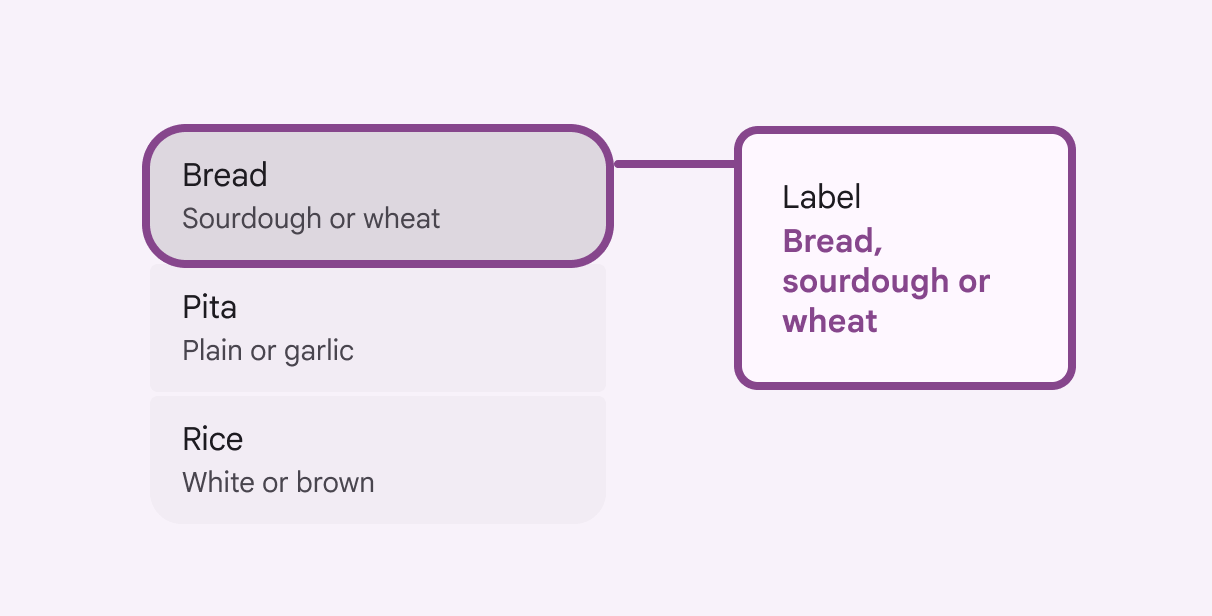 Bread
Sourdough or wheat
Pita
Plain or garlic
Rice
White or brown
Label
Bread,
sourdough or
wheat